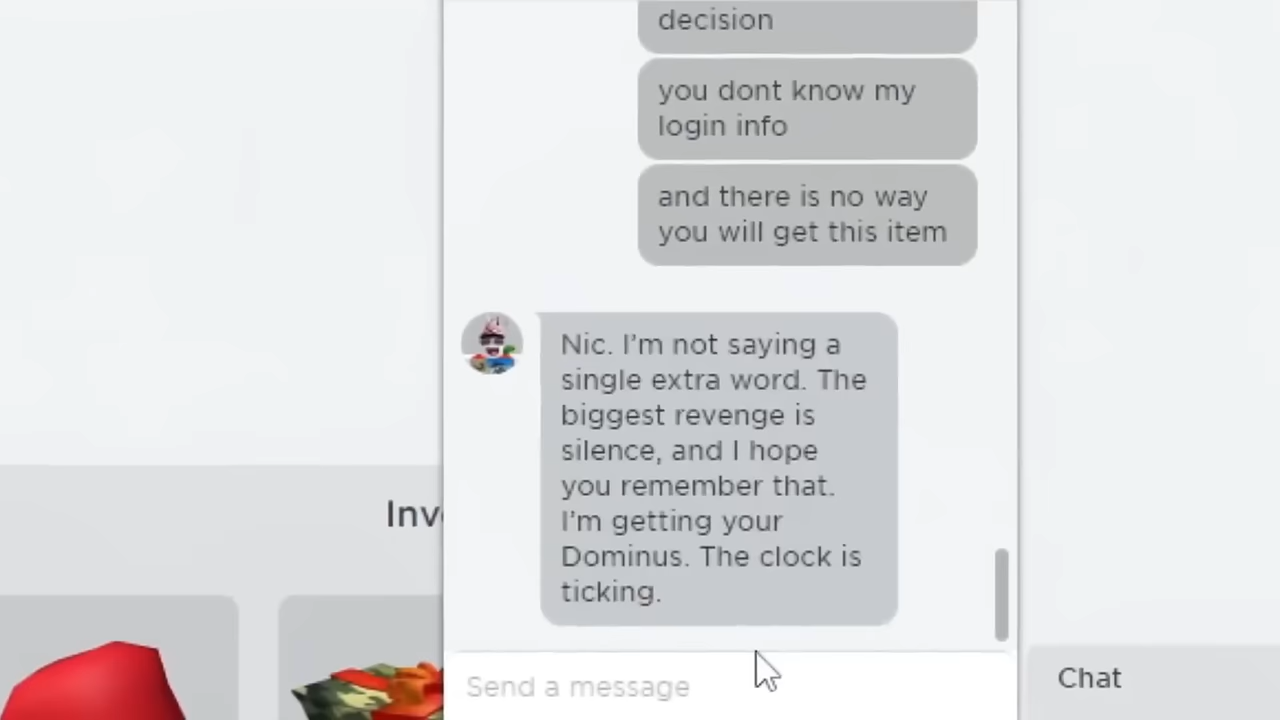 decision
you dont know my
login info
and there is no way
you will get this item
Nic. I'm not saying a
single extra word. The
biggest revenge is
silence, and I hope
you remember that.
I'm getting your
Dominus. The clock is
ticking.
Inv
Send a message
Chat